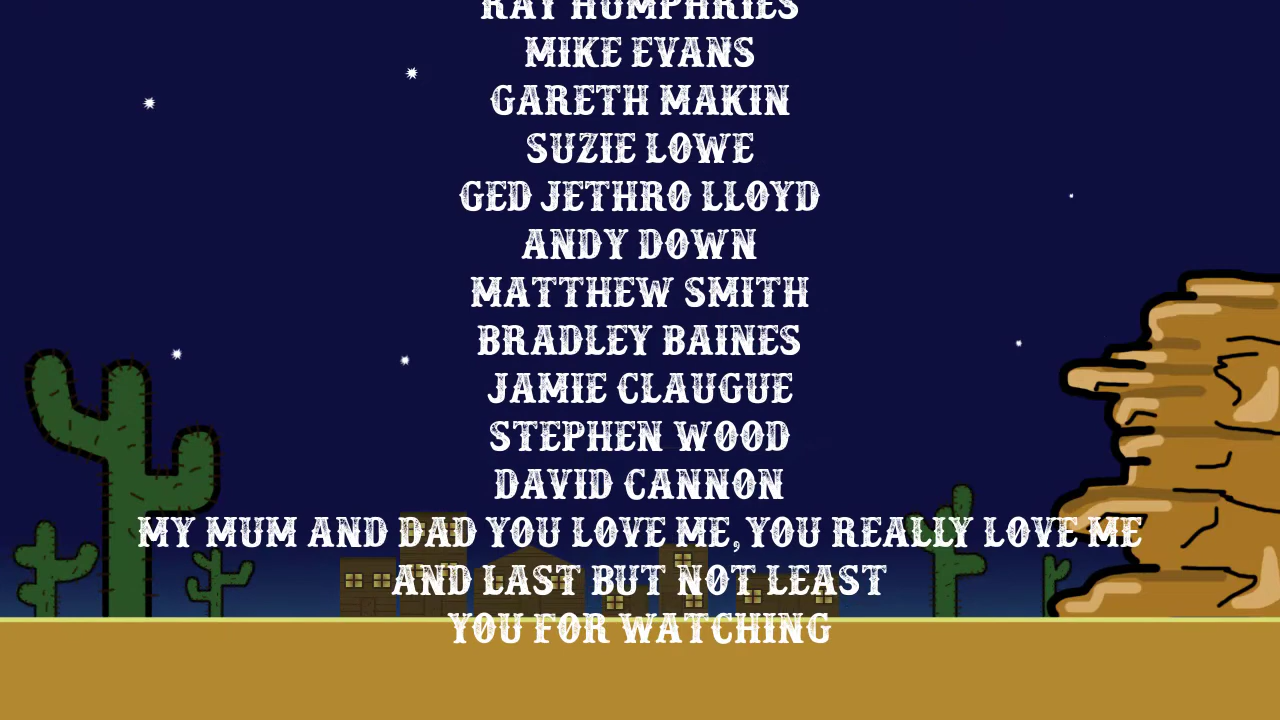 RAY HUMPHRIES
MIKE EVANS
GARETH MAKIN
SUZIE LOWE
GED JETHRO LLOYD
ANDY DOWN
MATTHEW SMITH
BRADLEY BAINES
JAMIE CLAUGUE
STEPHEN WOOD
DAVID CANNON
MY MUM AND DAD YOU LOVE ME, YOU REALLY LOVE ME
AND LAST BUT NOT LEAST
YOU FOR WATCHING